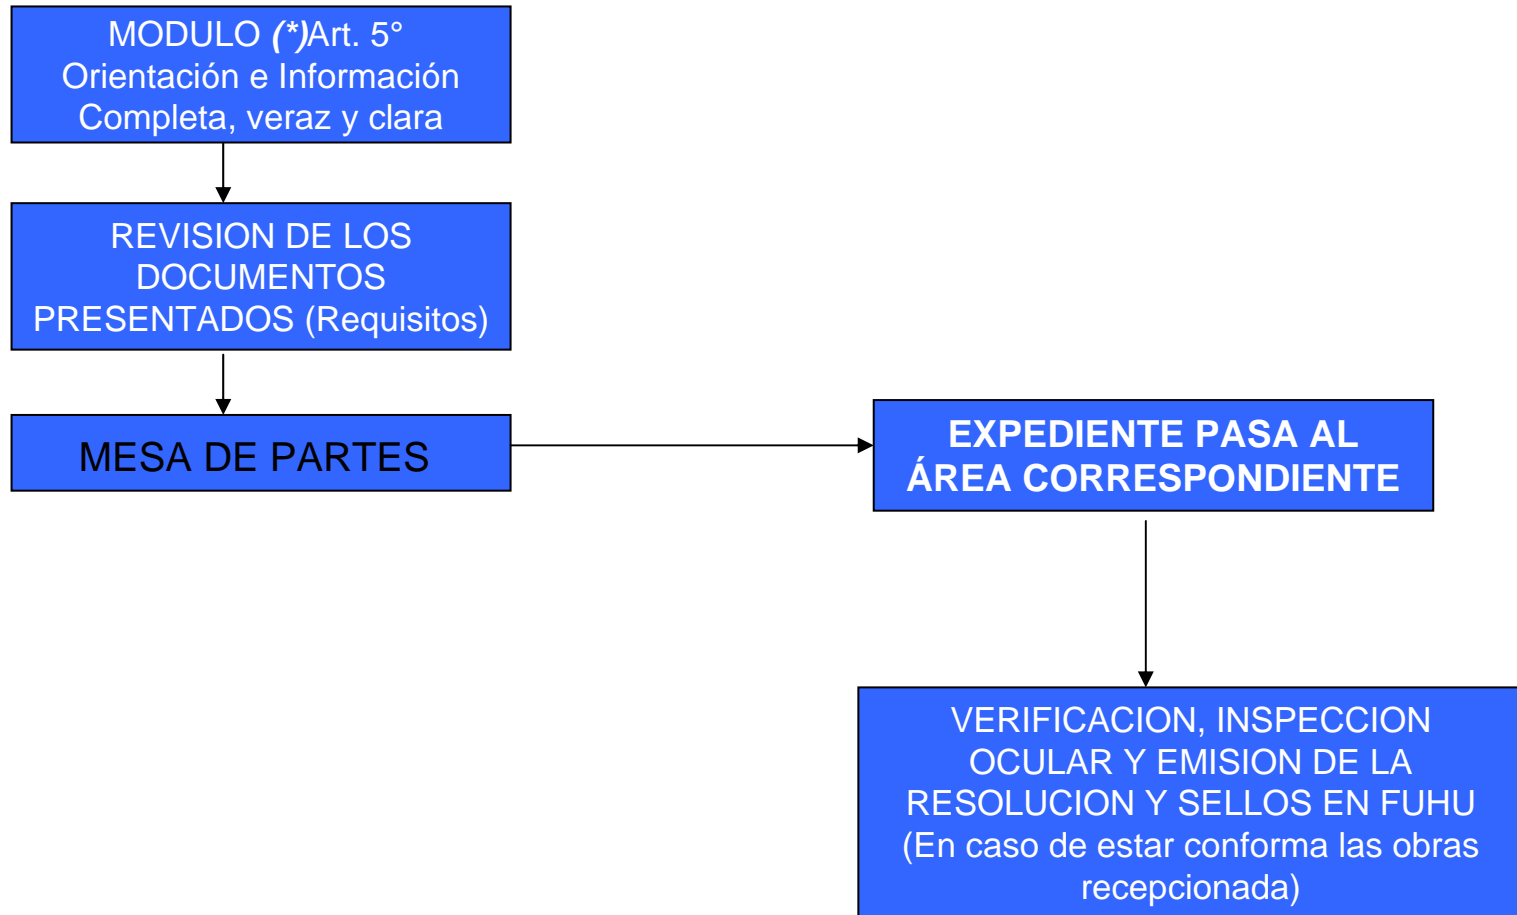 MODULO (*)Art. 5°
Orientación e Información
Completa, veraz y clara
REVISION DE LOS
DOCUMENTOS
PRESENTADOS (Requisitos)
MESA DE PARTES
EXPEDIENTE PASA AL
ÁREA CORRESPONDIENTE
VERIFICACION, INSPECCION
OCULAR Y EMISION DE LA
RESOLUCION Y SELLOS EN FUHU
(En caso de estar conforma las obras
recepcionada)